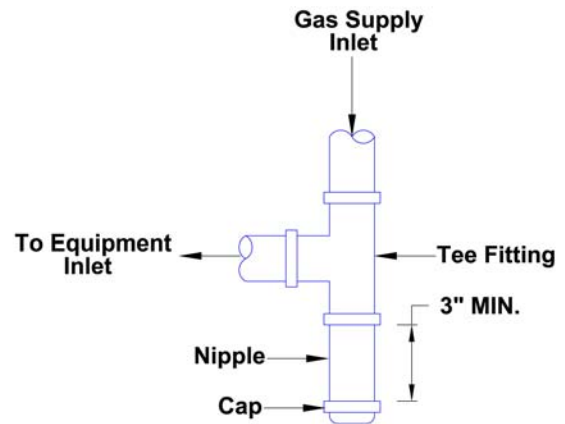 Gas Supply
Inlet
To Equipment
Inlet
Tee Fitting
3" MIN.
Nipple
Cap